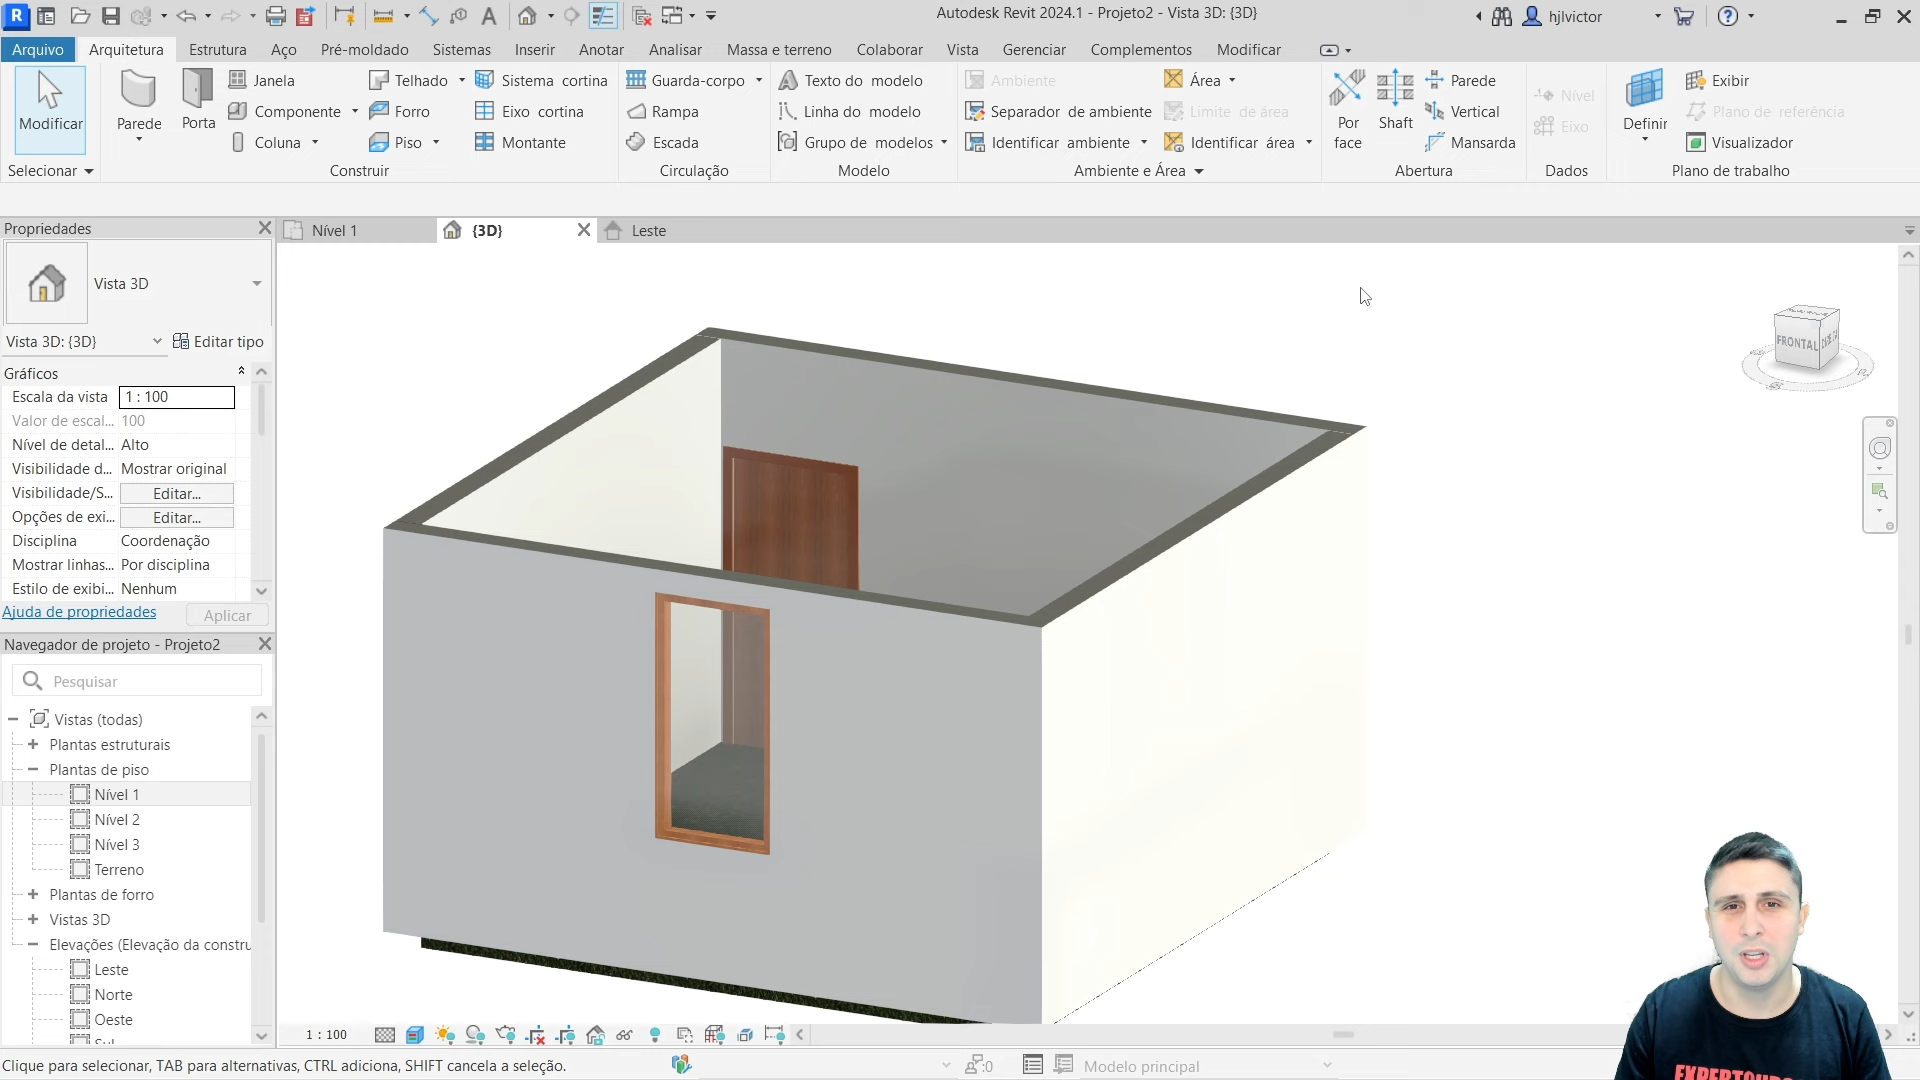 Autodesk Revit 2024.1 - Projeto2 - Vista 3D: {3D}
hjlvictor
Arquivo
Arquitetura
Estrutura
Aço
Pré-moldado
Sistemas
Inserir
Anotar
Analisar
Massa e terreno
Colaborar
Vista
Gerenciar
Complementos
Modificar
Modificar
Selecionar
Parede
Porta
Janela
Componente
Coluna
Telhado
Forro
Piso
Sistema cortina
Eixo cortina
Montante
Construir
Guarda-corpo
Rampa
Escada
Circulação
Texto do modelo
Linha do modelo
Grupo de modelos
Modelo
Ambiente
Separador de ambiente
Identificar ambiente
Área
Limite de área
Identificar área
Ambiente e Área
Por face
Shaft
Parede
Vertical
Mansarda
Abertura
Nível
Eixo
Dados
Definir
Exibir
Plano de referência
Visualizador
Plano de trabalho
Propriedades
Nível 1
{3D}
Leste
Vista 3D
Vista 3D: {3D}
Editar tipo
Gráficos
Escala da vista 1 : 100
Valor de escal... 100
Nível de detal... Alto
Visibilidade d... Mostrar original
Visibilidade/S... Editar...
Opções de exi... Editar...
Disciplina Coordenação
Mostrar linhas... Por disciplina
Estilo de exibi... Nenhum
Ajuda de propriedades
Aplicar
Navegador de projeto - Projeto2
Pesquisar
Vistas (todas)
Plantas estruturais
Plantas de piso
Nível 1
Nível 2
Nível 3
Terreno
Plantas de forro
Vistas 3D
Elevações (Elevação da constru
Leste
Norte
Oeste
FRONTAL
1 : 100
Clique para selecionar, TAB para alternativas, CTRL adiciona, SHIFT cancela a seleção.
:0
Modelo principal